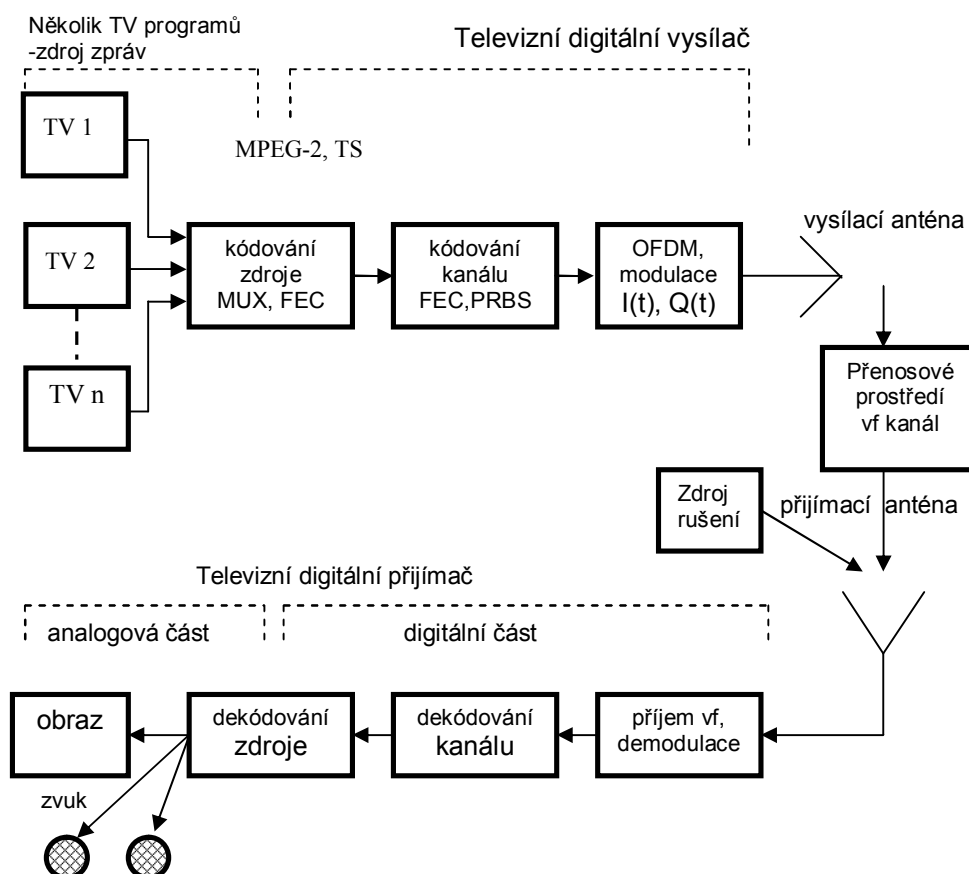 Několik TV programů
-zdroj zpráv
Televizní digitální vysílač
TV 1
MPEG-2, TS
TV 2
TV n
kódování
zdroje
MUX, FEC
kódování
kanálu
FEC,PRBS
OFDM,
modulace
I(t), Q(t)
vysílací anténa
Přenosové
prostředí
vf kanál
Zdroj
rušení
přijímací anténa
Televizní digitální přijímač
analogová část
digitální část
obraz
dekódování
zdroje
dekódování
kanálu
příjem vf,
demodulace
zvuk